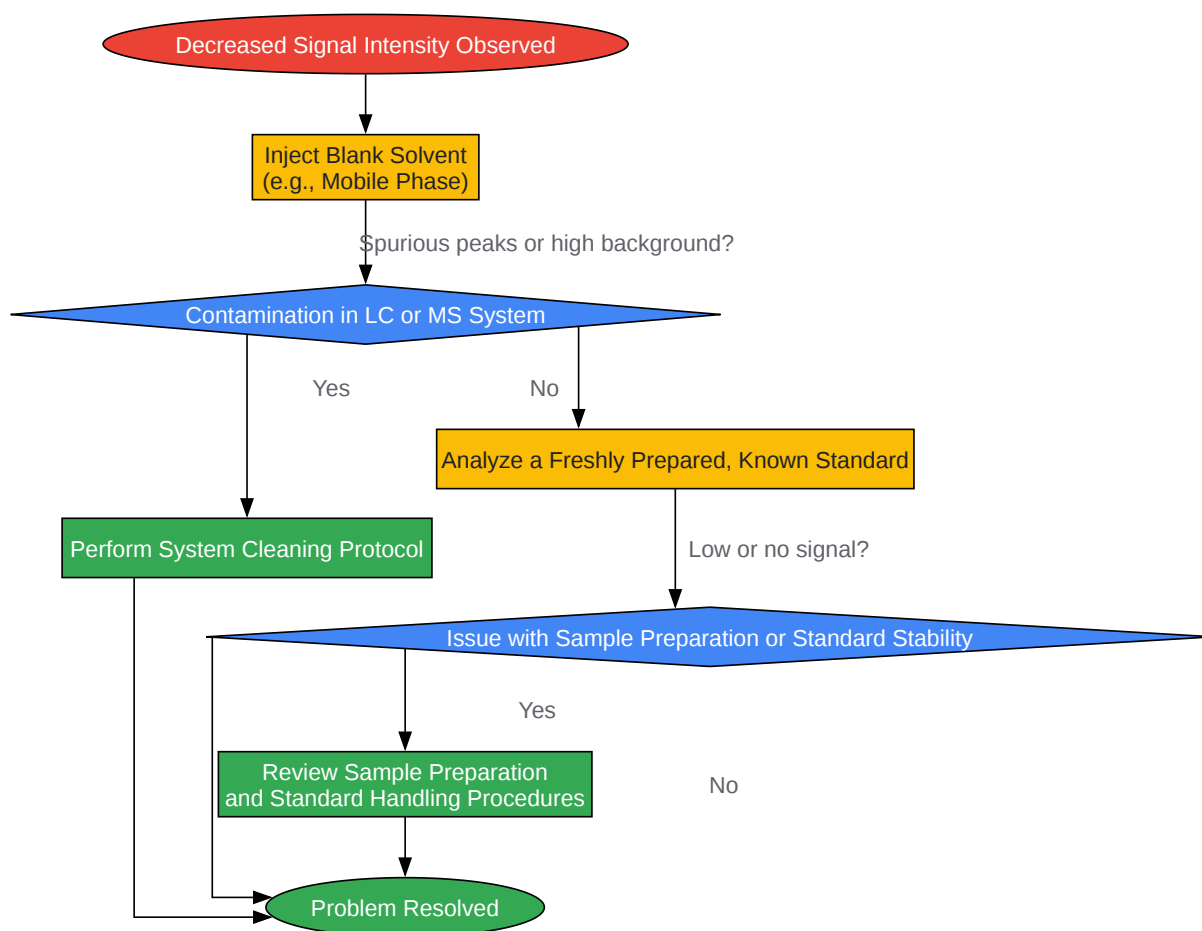 Decreased Signal Intensity Observed
Inject Blank Solvent
(e.g., Mobile Phase)
Spurious peaks or high background?
Contamination in LC or MS System
Yes
No
Analyze a Freshly Prepared, Known Standard
Perform System Cleaning Protocol
Low or no signal?
Issue with Sample Preparation or Standard Stability
Yes
Review Sample Preparation
and Standard Handling Procedures
No
Problem Resolved